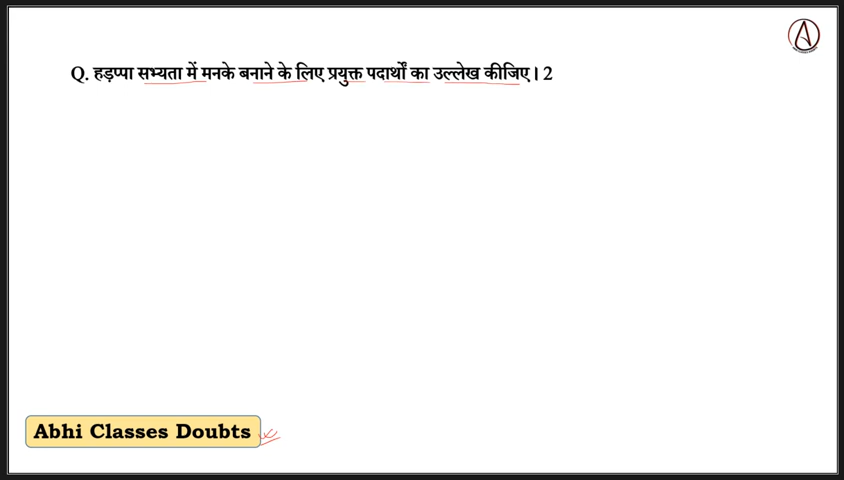 Q. हड़प्पा सभ्यता में मनके बनाने के लिए प्रयुक्त पदार्थों का उल्लेख कीजिए। 2
Abhi Classes Doubts